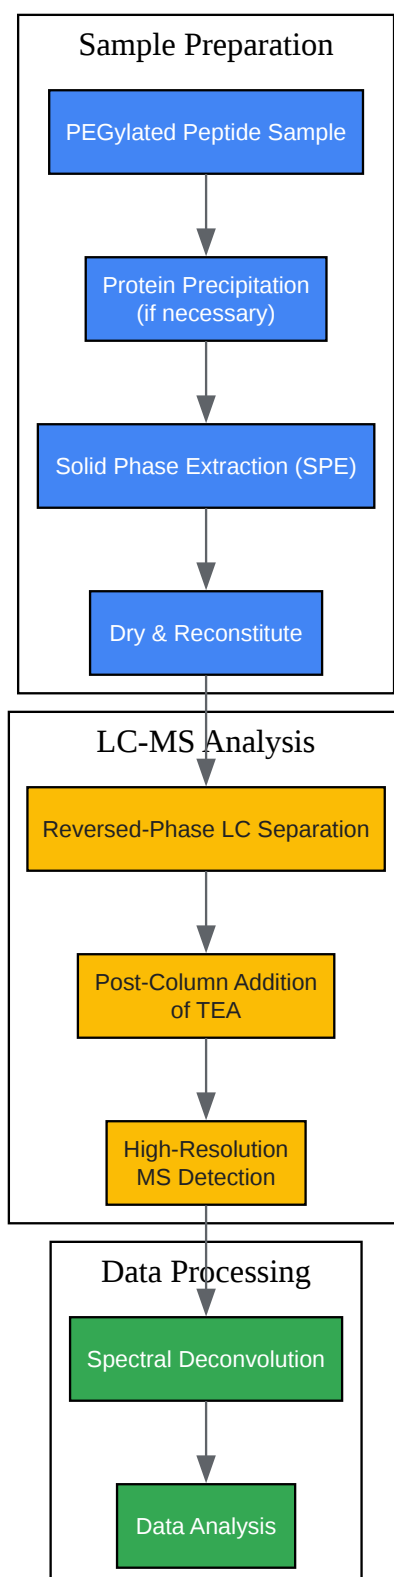 Sample Preparation
PEGylated Peptide Sample
Protein Precipitation
(if necessary)
Solid Phase Extraction (SPE)
Dry & Reconstitute
LC-MS Analysis
Reversed-Phase LC Separation
Post-Column Addition
of TEA
High-Resolution
MS Detection
Data Processing
Spectral Deconvolution
Data Analysis